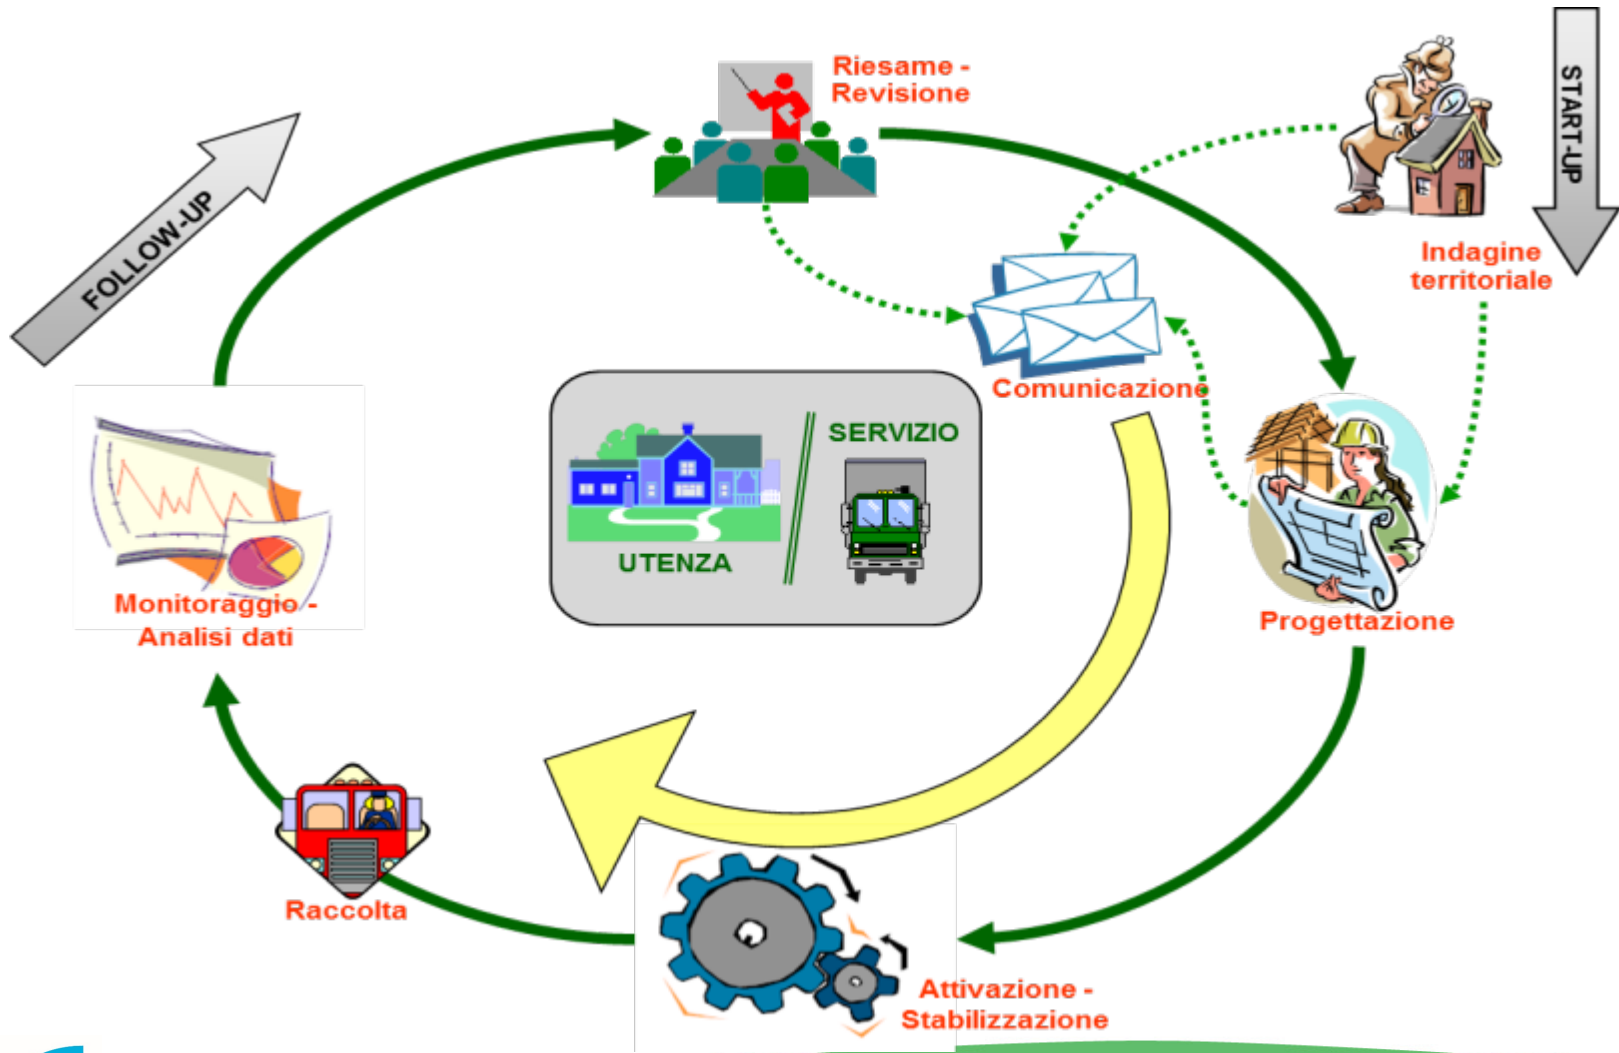 Riesame -
Revisione
START-UP
FOLLOW-UP
Indagine
territoriale
Comunicazione
SERVIZIO
UTENZA
Monitoraggio -
Analisi dati
Progettazione
Raccolta
Attivazione -
Stabilizzazione